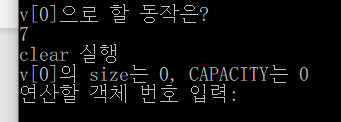 v[0]으로 할 동작은?
7
clear 실행
v[0]의 size는 0, CAPACITY는 0
연산할 객체 번호 입력: